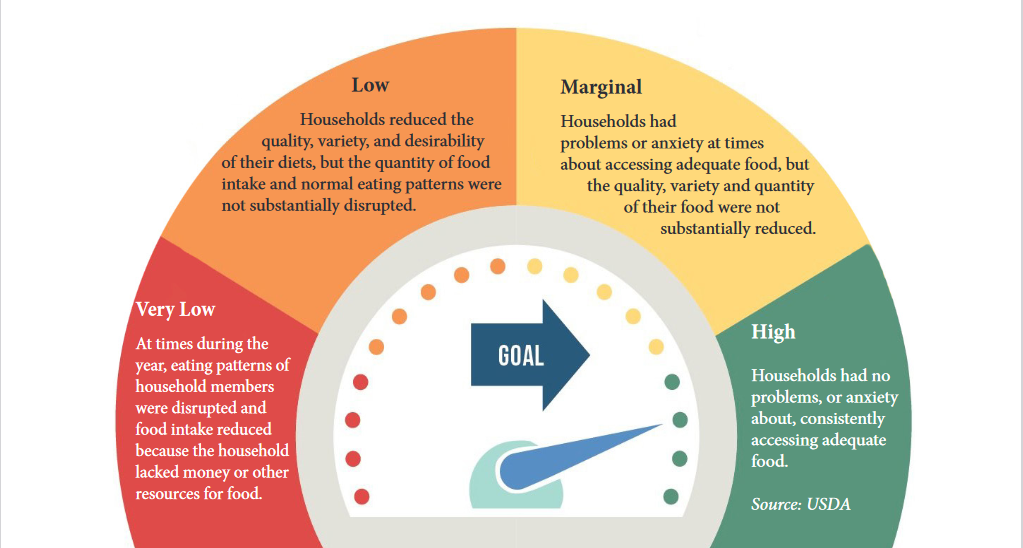 Low
Households reduced the
quality, variety, and desirability
of their diets, but the quantity of food
intake and normal eating patterns were
not substantially disrupted.
Marginal
Households had
problems or anxiety at times
about accessing adequate food, but
the quality, variety and quantity
of their food were not
substantially reduced.
Very Low
At times during the
year, eating patterns of
household members
were disrupted and
food intake reduced
because the household
lacked money or other
resources for food.
GOAL
High
Households had no
problems, or anxiety
about, consistently
accessing adequate
food.
Source: USDA